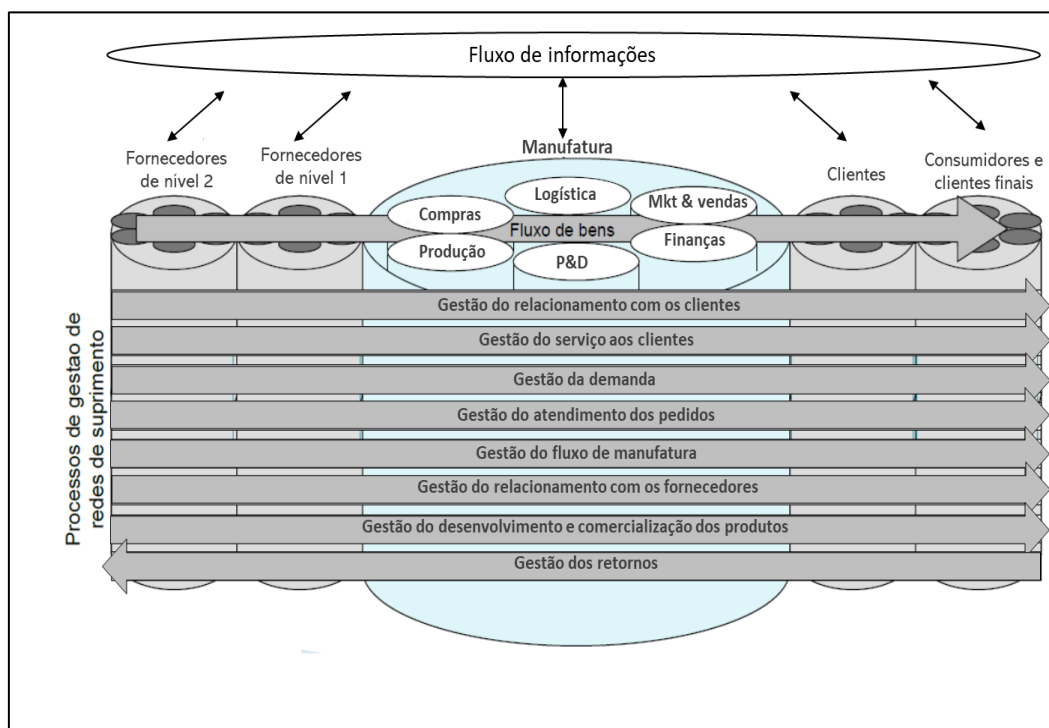 Fluxo de informações
Fornecedores
de nível 2
Fornecedores
de nível 1
Manufatura
Clientes
Consumidores e
clientes finais
Compras
Logística
Mkt & vendas
Fluxo de bens
Produção
P&D
Finanças
Processos de gestao de
redes de suprimento
Gestão do relacionamento com os clientes
Gestão do serviço aos clientes
Gestão da demanda
Gestão do atendimento dos pedidos
Gestão do fluxo de manufatura
Gestão do relacionamento com os fornecedores
Gestão do desenvolvimento e comercialização dos produtos
Gestão dos retornos